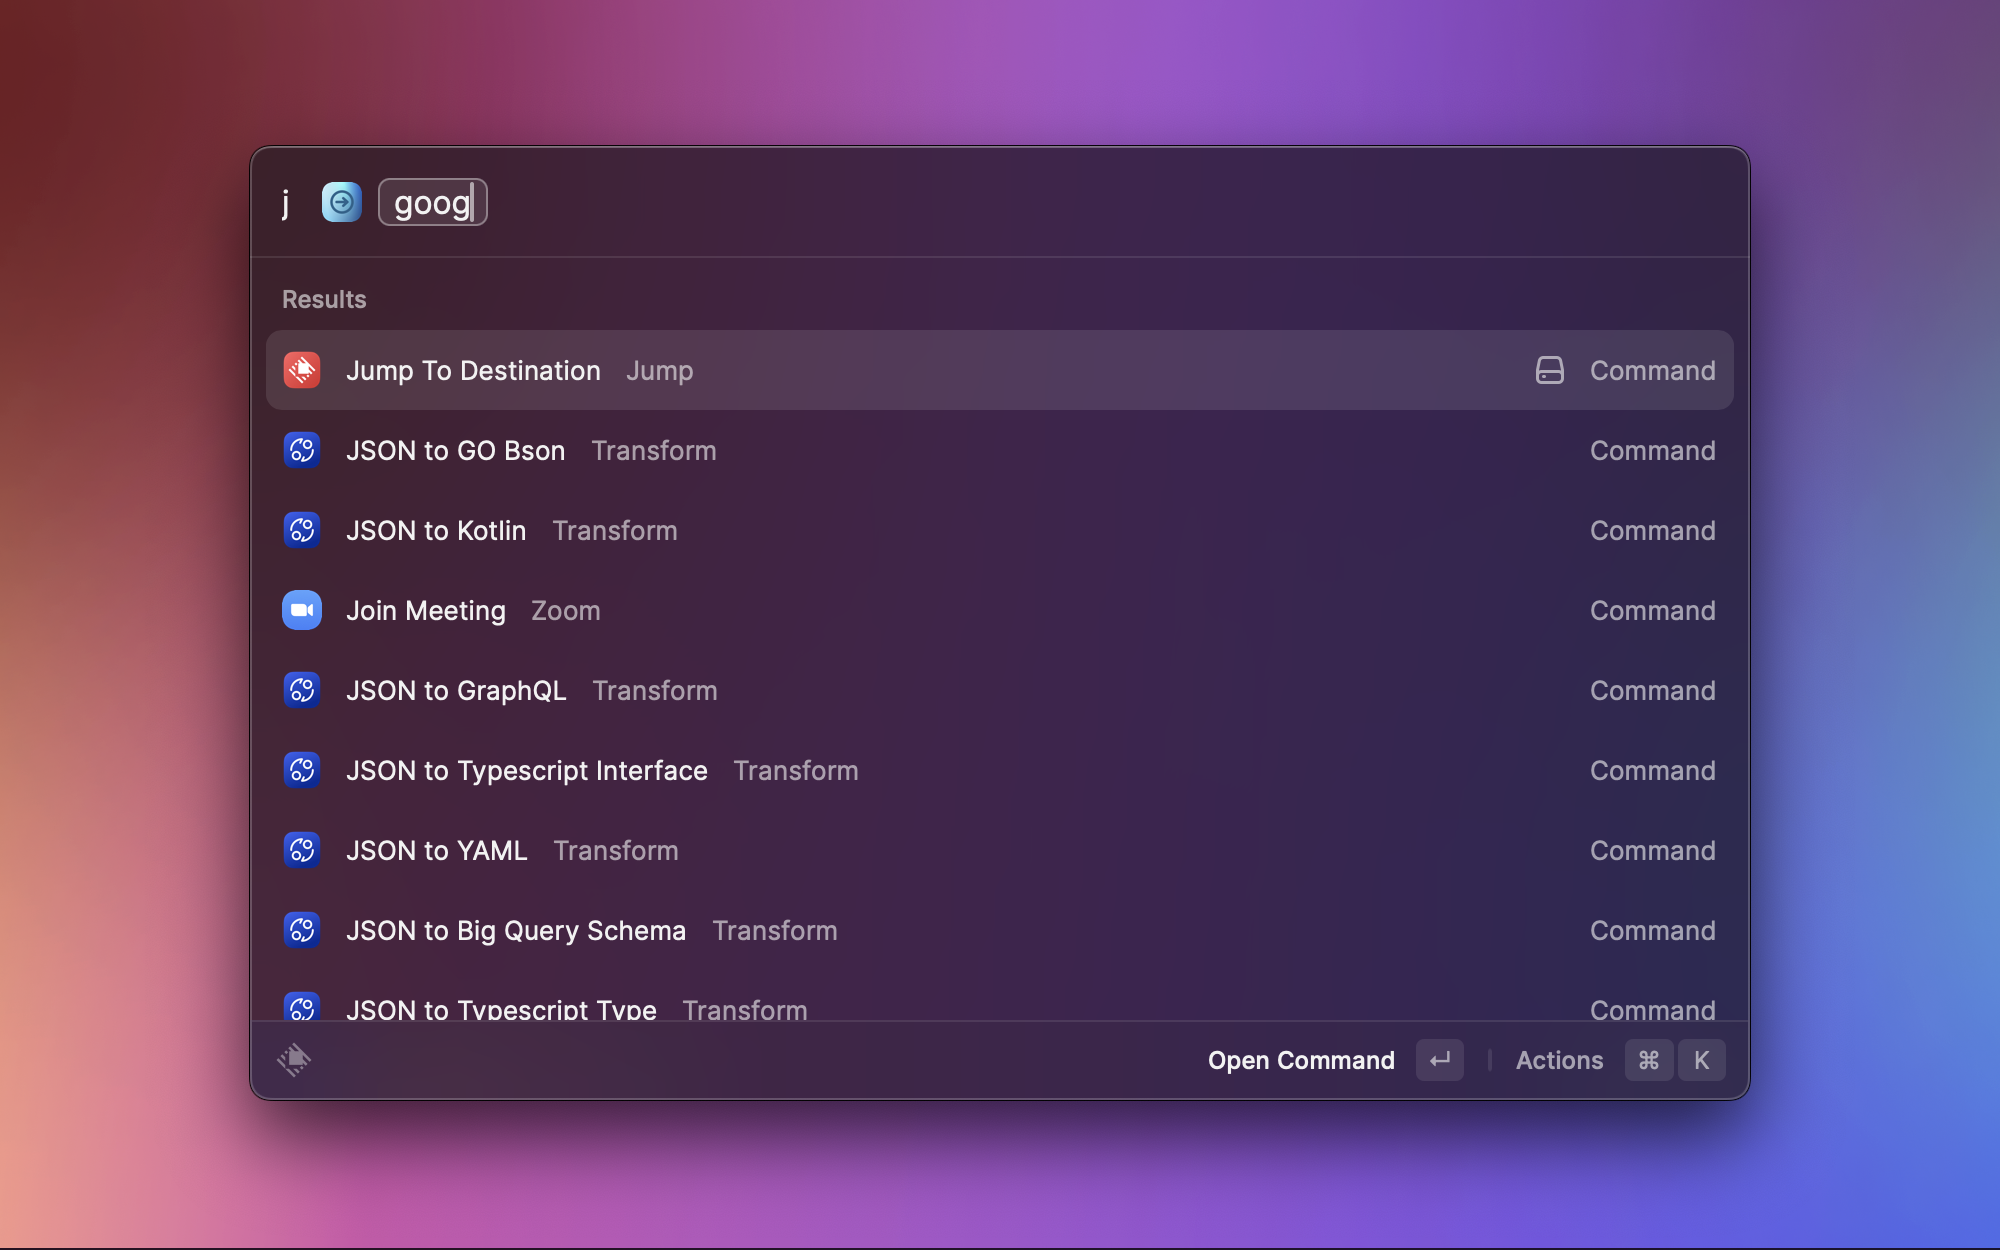 j goog
Results
Jump To Destination Jump Command
JSON to GO Bson Transform Command
JSON to Kotlin Transform Command
Join Meeting Zoom Command
JSON to GraphQL Transform Command
JSON to Typescript Interface Transform Command
JSON to YAML Transform Command
JSON to Big Query Schema Transform Command
JSON to Typescript Type Transform Command
Open Command ↵ Actions ⌘ K